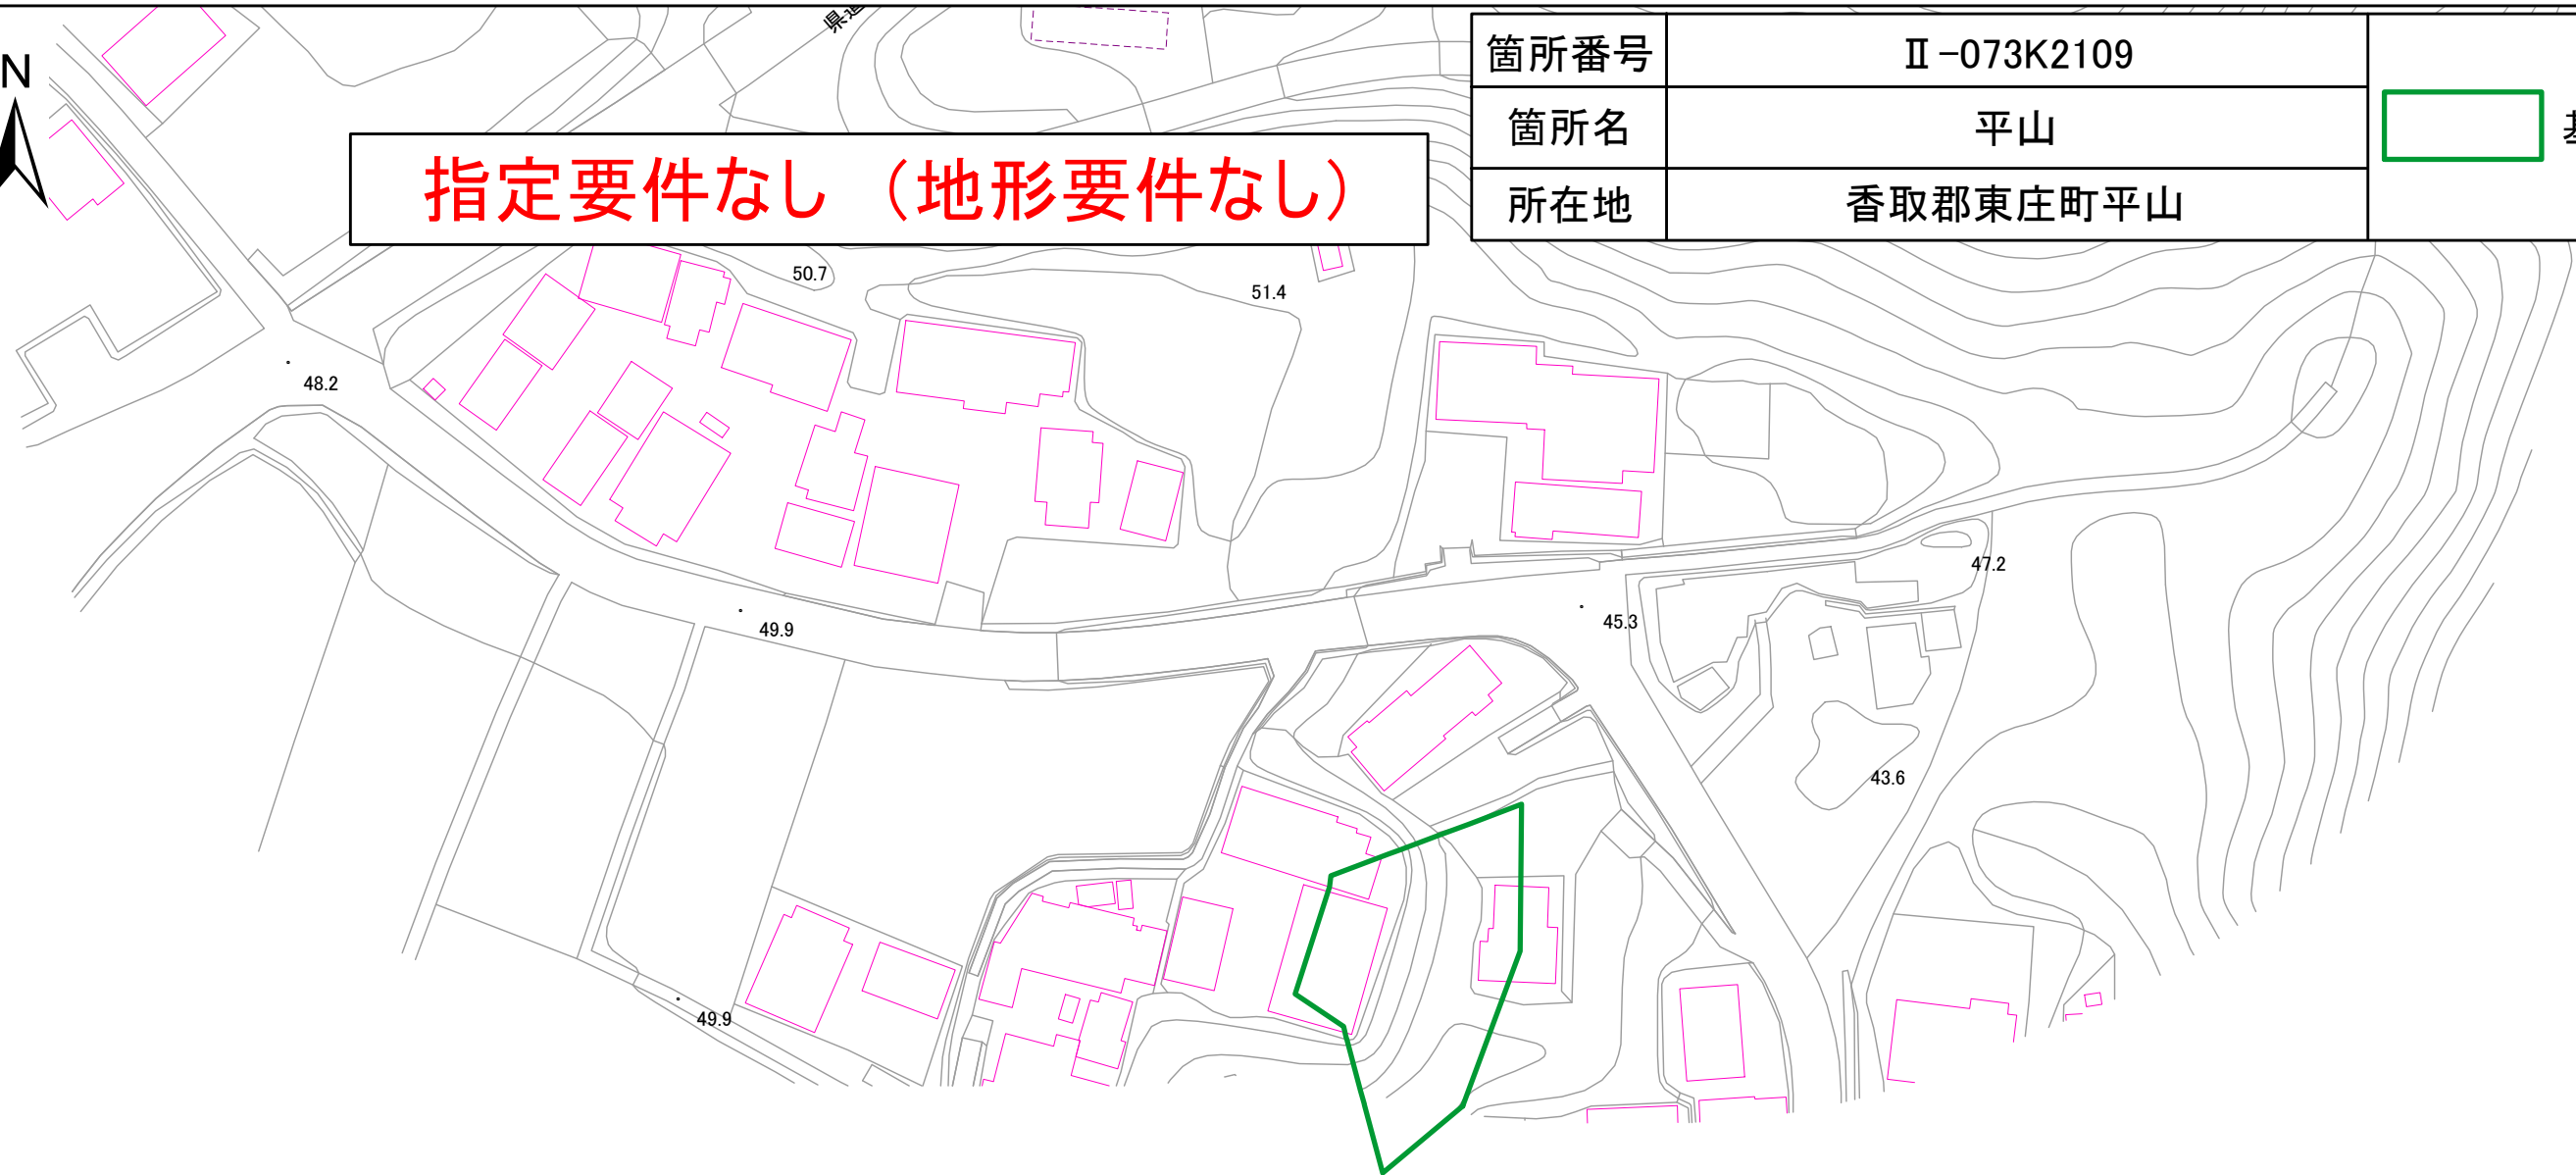 県道
N
箇所番号 Ⅱ-073K2109
箇所名 平山
所在地 香取郡東庄町平山
指定要件なし (地形要件なし)
50.7
51.4
48.2
47.2
49.9
45.3
43.6
49.9